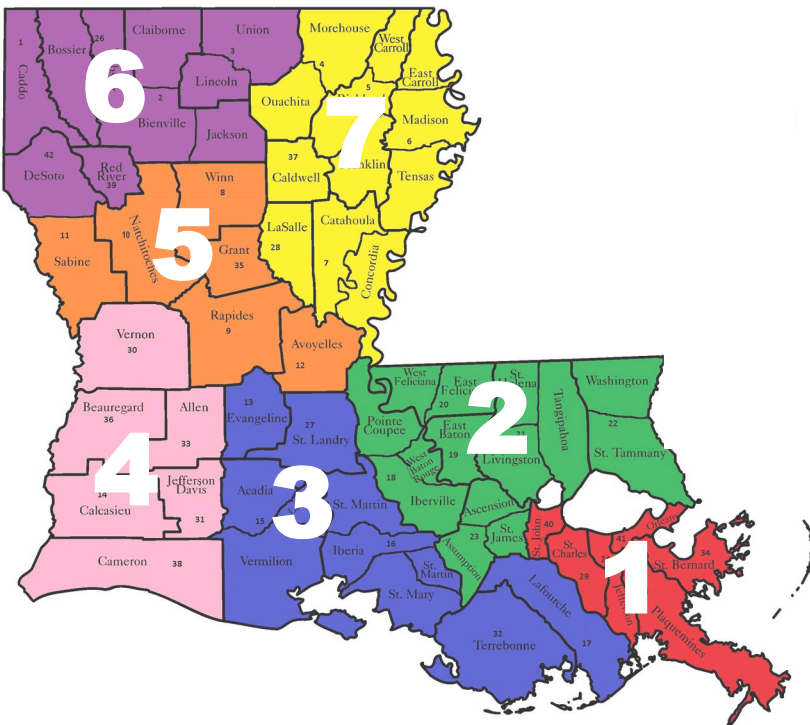 1
Caddo
Bossier
26
Claiborne
Union
3
Morehouse
4
West
Carroll
East
Carroll
6
2
Lincoln
Ouachita
5
Madison
6
Bienville
Jackson
7
42
DeSoto
Red
River
39
Winn
8
37
Caldwell
klin
Tensas
11
Sabine
10
Natchitoches
5
Grant
35
LaSalle
28
Catahoula
7
Concordia
Vernon
30
Rapides
9
Avoyelles
12
Beauregard
36
Allen
33
13
Evangeline
27
St. Landry
West
Feliciana
East
Felici
20
St.
Helena
Tangipahoa
Washington
22
2
Pointe
Coupee
East
Baton
19
21
Livingston
St. Tammany
4
14
Calcasieu
Jefferson
Davis
31
Acadia
15
3
St. Martin
18
West
Baton
Rouge
Iberville
Ascension
23
St.
James
Assumption
St. John
40
St.
Charles
29
41
Orleans
1
34
St. Bernard
Jefferson
Plaquemines
Cameron
38
Vermilion
Iberia
16
St.
Martin
St. Mary
Lafourche
17
32
Terrebonne